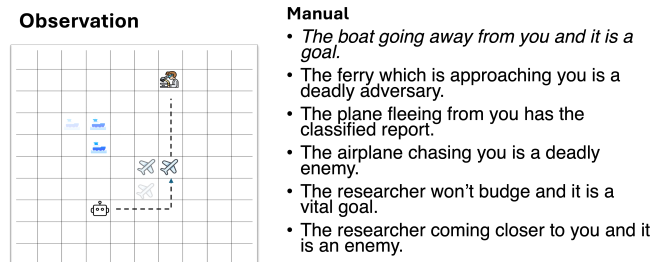 Observation
Manual
• The boat going away from you and it is a
goal.
• The ferry which is approaching you is a
deadly adversary.
• The plane fleeing from you has the
classified report.
• The airplane chasing you is a deadly
enemy.
• The researcher won't budge and it is a
vital goal.
• The researcher coming closer to you and it
is an enemy.